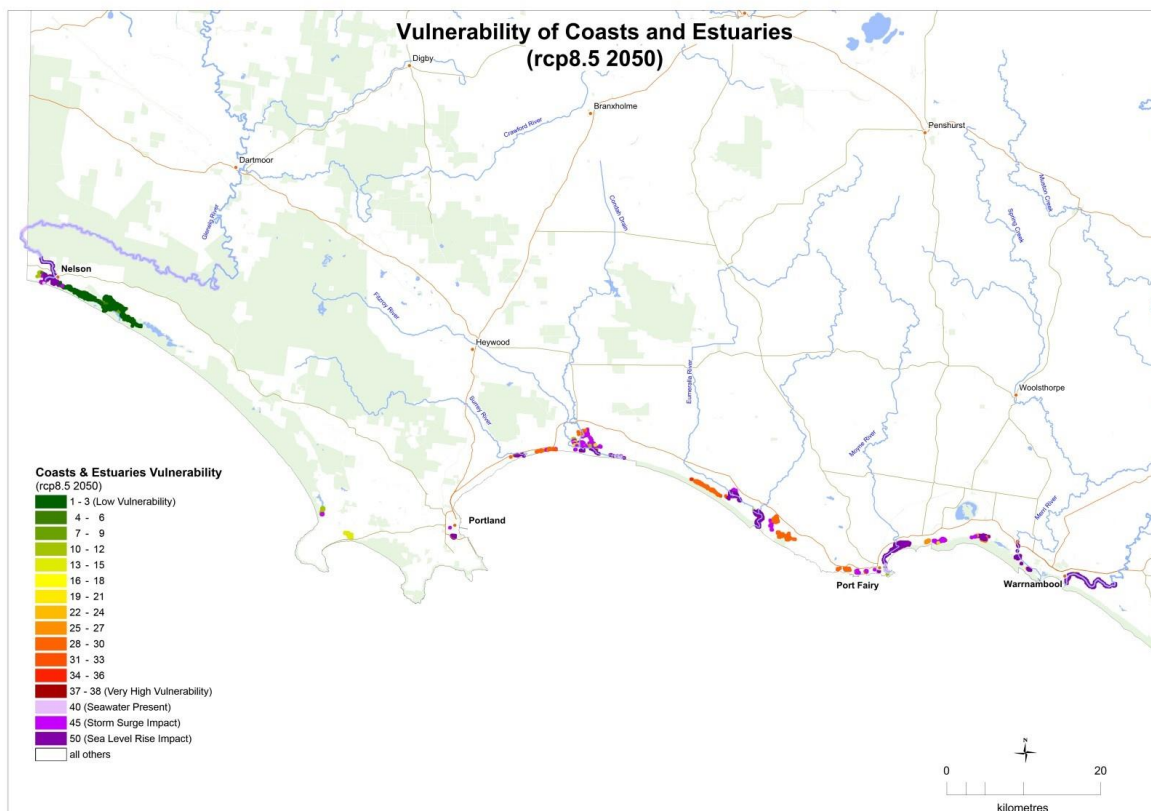 Vulnerability of Coasts and Estuaries
(rcp8.5 2050)
Digby
Branxholme
Crawford River
Penshurst
Dartmoor
Glenelg River
Condah Drain
Muston Creek
Spring Creek
Nelson
Fitzroy River
Heywood
Eumeralla River
Woolsthorpe
Surrey River
Moyne River
Merri River
Portland
Port Fairy
Warrnambool
Coasts & Estuaries Vulnerability
(rcp8.5 2050)
1 - 3 (Low Vulnerability)
4 - 6
7 - 9
10 - 12
13 - 15
16 - 18
19 - 21
22 - 24
25 - 27
28 - 30
31 - 33
34 - 36
37 - 38 (Very High Vulnerability)
40 (Seawater Present)
45 (Storm Surge Impact)
50 (Sea Level Rise Impact)
all others
N
0 20
kilometres